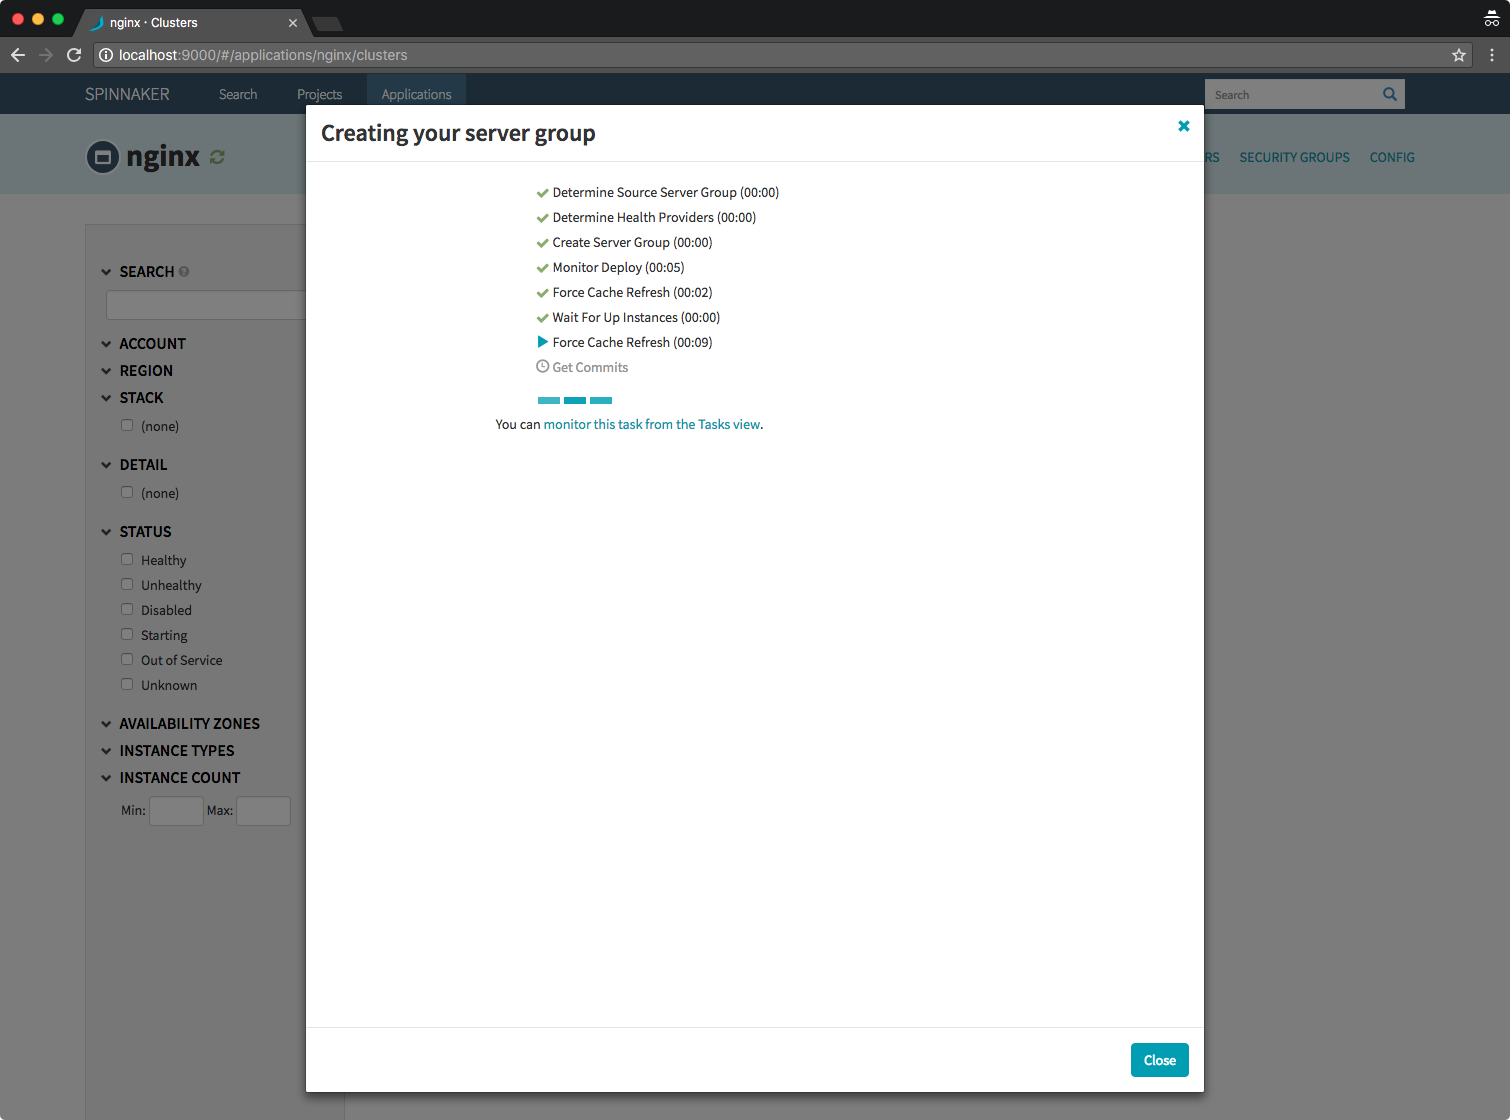 nginx · Clusters
localhost:9000/#/applications/nginx/clusters
SPINNAKER Search Projects Applications Search
nginx
RS SECURITY GROUPS CONFIG
Creating your server group
Determine Source Server Group (00:00)
Determine Health Providers (00:00)
Create Server Group (00:00)
Monitor Deploy (00:05)
Force Cache Refresh (00:02)
Wait For Up Instances (00:00)
Force Cache Refresh (00:09)
Get Commits
You can monitor this task from the Tasks view.
Close
SEARCH
ACCOUNT
REGION
STACK
(none)
DETAIL
(none)
STATUS
Healthy
Unhealthy
Disabled
Starting
Out of Service
Unknown
AVAILABILITY ZONES
INSTANCE TYPES
INSTANCE COUNT
Min: Max: